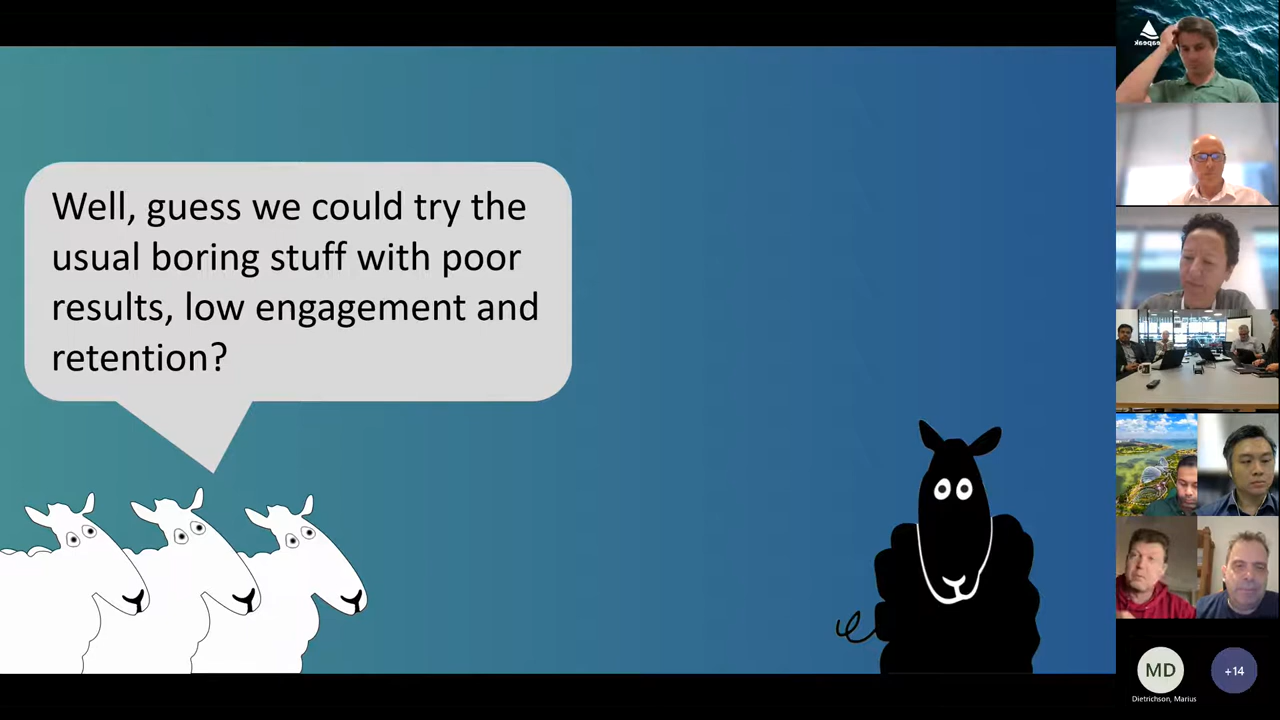 Well, guess we could try the
usual boring stuff with poor
results, low engagement and
retention?
MD
+14
Dietrichson, Marius